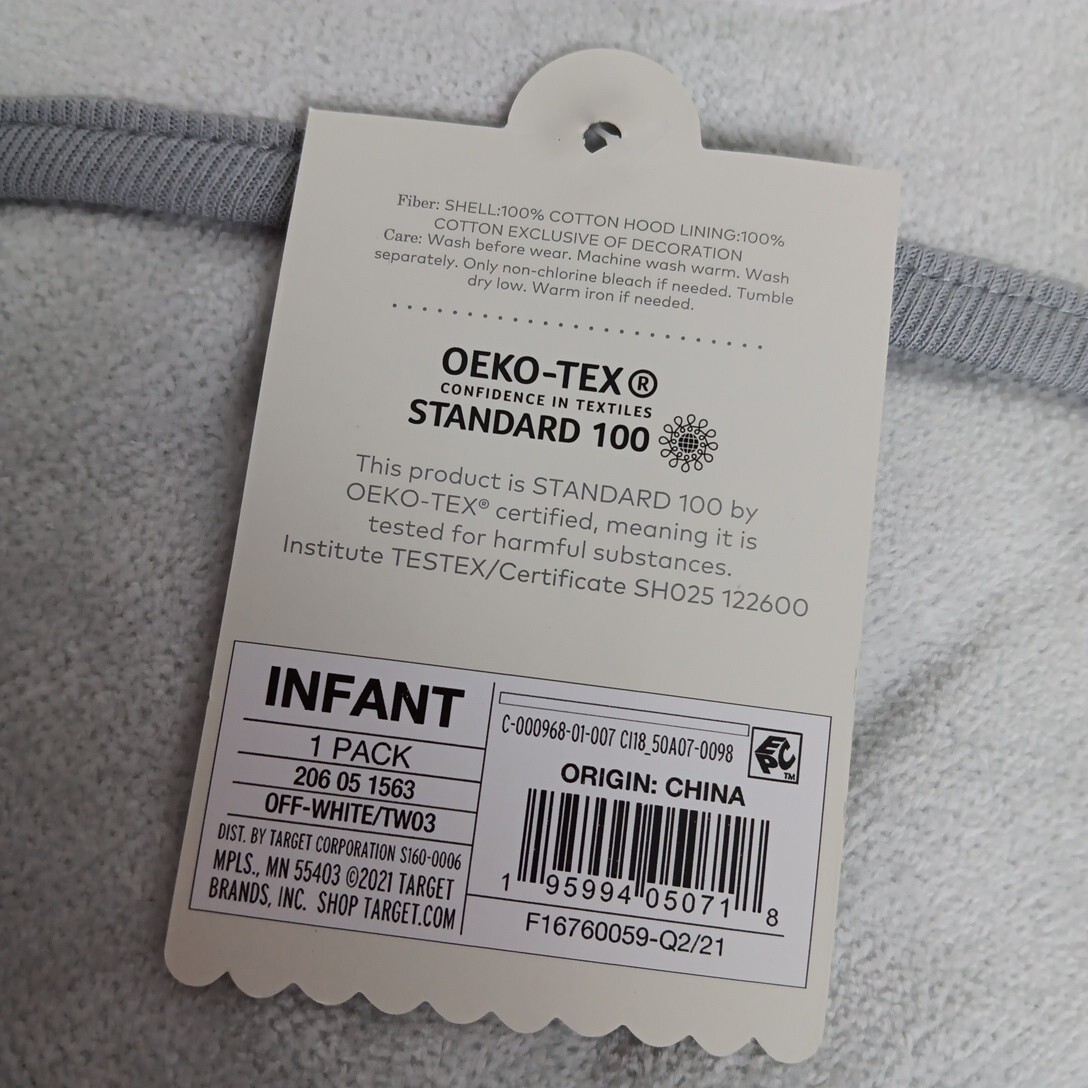 Fiber: SHELL:100% COTTON HOOD LINING:100%
COTTON EXCLUSIVE OF DECORATION
Care: Wash before wear. Machine wash warm. Wash
separately. Only non-chlorine bleach if needed. Tumble
dry low. Warm iron if needed.
OEKO-TEX®
CONFIDENCE IN TEXTILES
STANDARD 100
This product is STANDARD 100 by
OEKO-TEX® certified, meaning it is
tested for harmful substances.
Institute TESTEX/Certificate SH025 122600
INFANT
1 PACK
206 05 1563
OFF-WHITE/TW03
DIST. BY TARGET CORPORATION S160-0006
MPLS., MN 55403 ©2021 TARGET
BRANDS, INC. SHOP TARGET.COM
C-000968-01-007 CI18_50A07-0098
EPC TM
ORIGIN: CHINA
1 95994 05071 8
F16760059-Q2/21